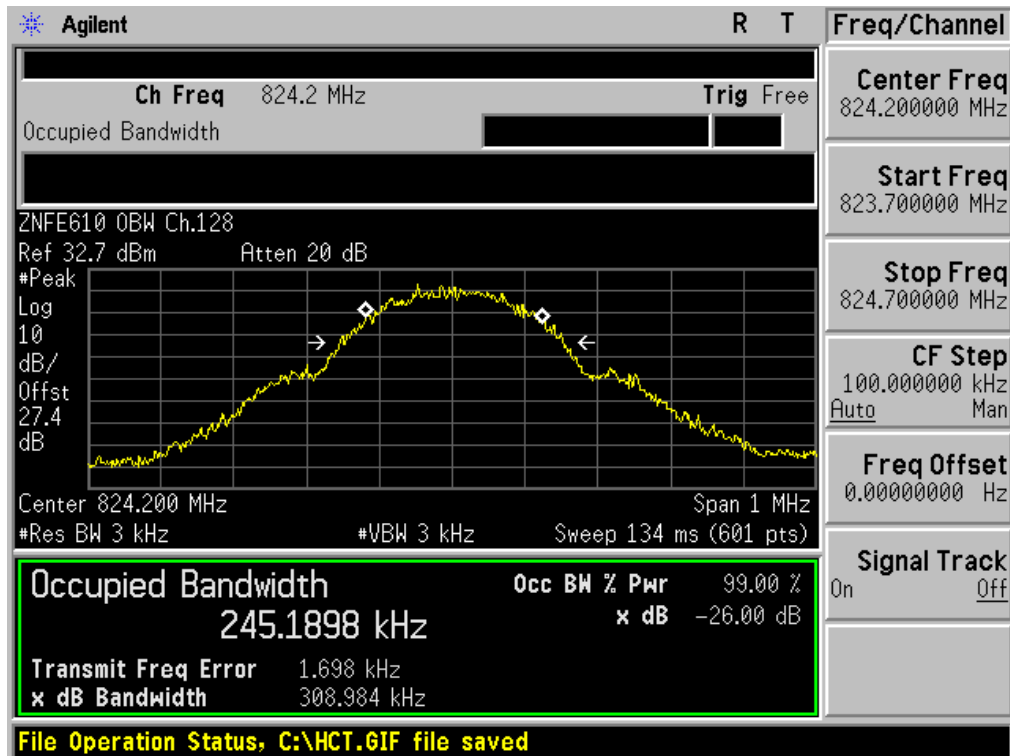 Agilent R T Freq/Channel
Ch Freq 824.2 MHz Trig Free
Occupied Bandwidth
Center Freq
824.200000 MHz
Start Freq
823.700000 MHz
Stop Freq
824.700000 MHz
CF Step
100.000000 kHz
Auto Man
Freq Offset
0.00000000 Hz
Signal Track
On Off
ZNFE610 OBW Ch.128
Ref 32.7 dBm Atten 20 dB
#Peak
Log
10
dB/
Offst
27.4
dB
Center 824.200 MHz Span 1 MHz
#Res BW 3 kHz #VBW 3 kHz Sweep 134 ms (601 pts)
Occupied Bandwidth Occ BW % Pwr 99.00 %
245.1898 kHz x dB -26.00 dB
Transmit Freq Error 1.698 kHz
x dB Bandwidth 308.984 kHz
File Operation Status, C:\HCT.GIF file saved